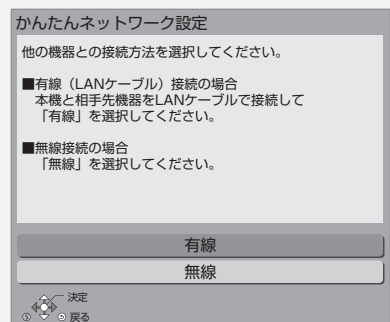 かんたんネットワーク設定
他の機器との接続方法を選択してください。
■有線（LANケーブル）接続の場合
本機と相手先機器をLANケーブルで接続して
「有線」を選択してください。
■無線接続の場合
「無線」を選択してください。
有線
無線
決定
S
戻る